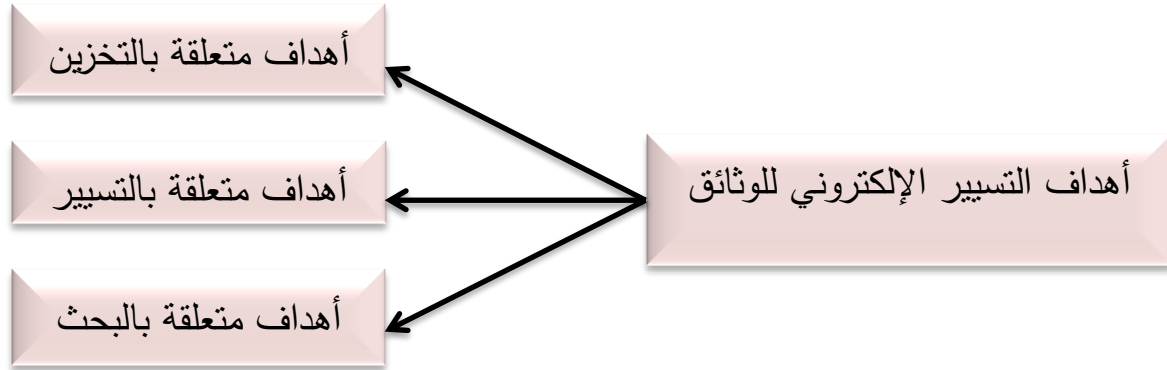 أهداف التسيير الإلكتروني للوثائق
أهداف متعلقة بالتخزين
أهداف متعلقة بالتسيير
أهداف متعلقة بالبحث